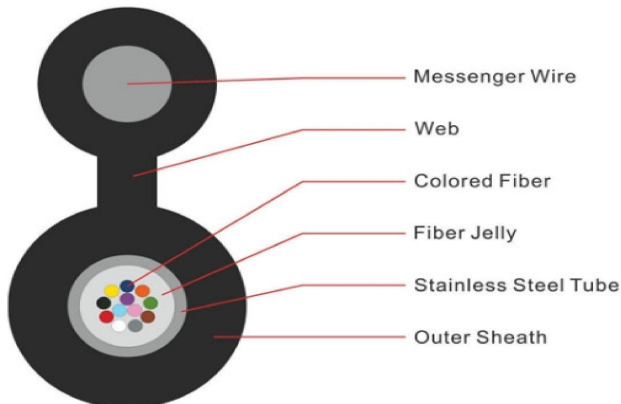 Messenger Wire
Web
Colored Fiber
Fiber Jelly
Stainless Steel Tube
Outer Sheath